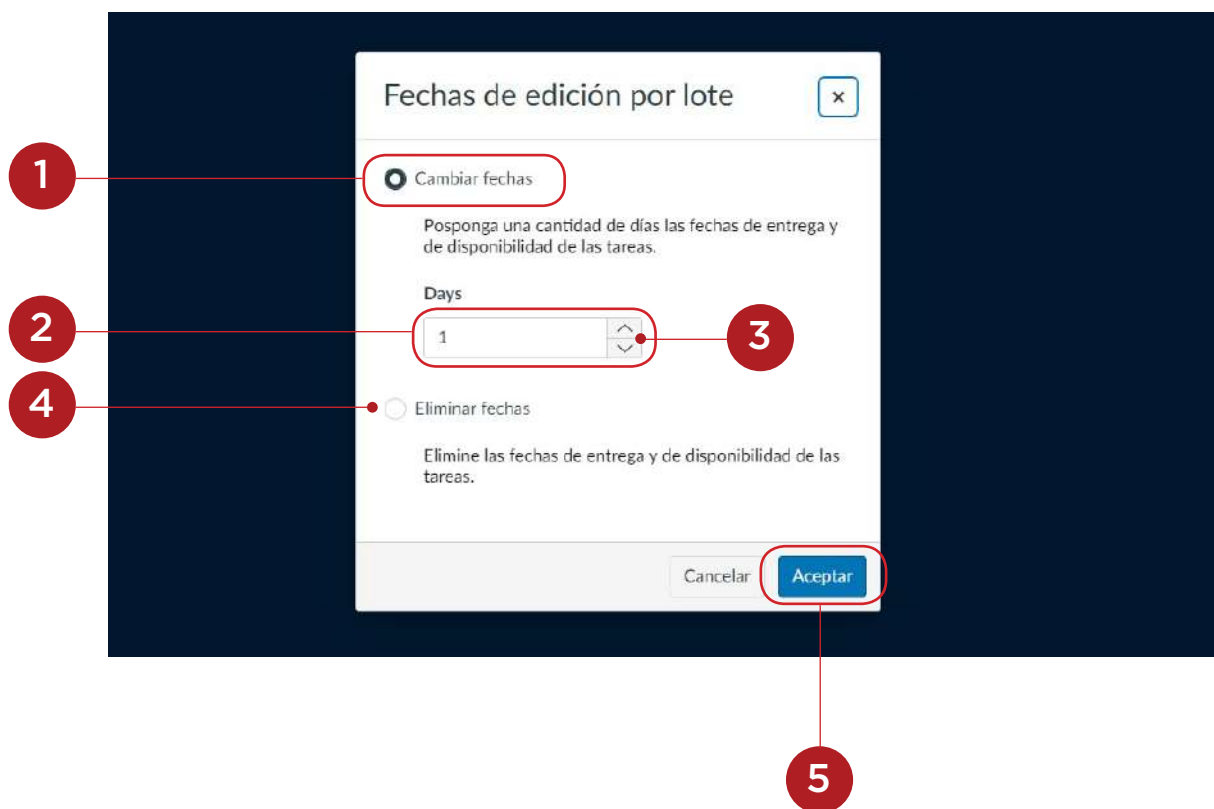 Fechas de edición por lote
×
1
Cambiar fechas
Posponga una cantidad de días las fechas de entrega y
de disponibilidad de las tareas.
Days
2
1
3
4
Eliminar fechas
Elimine las fechas de entrega y de disponibilidad de las
tareas.
Cancelar
Aceptar
5